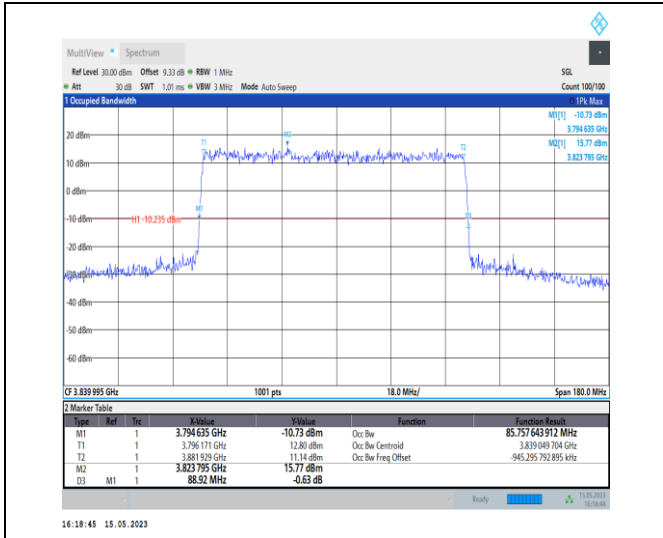 MultiView Spectrum
Ref Level 30.00 dBm Offset 9.33 dB RBW 1 MHz SGL
Att 30 dB SWT 1.01 ms VBW 3 MHz Mode Auto Sweep Count 100/100
1 Occupied Bandwidth 1Pk Max
M1[1] -10.73 dBm
3.794 635 GHz
M2[1] 15.77 dBm
3.823 795 GHz
20 dBm
T1 M2 T2
10 dBm
0 dBm
M1
-10 dBm H1 -10.235 dBm D3
-20 dBm
-30 dBm
-40 dBm
-50 dBm
-60 dBm
CF 3.839 995 GHz 1001 pts 18.0 MHz/ Span 180.0 MHz
2 Marker Table
Type Ref Trc X-Value Y-Value Function Function Result
M1 1 3.794 635 GHz -10.73 dBm Occ Bw 85.757 643 912 MHz
T1 1 3.796 171 GHz 12.80 dBm Occ Bw Centroid 3.839 049 704 GHz
T2 1 3.881 929 GHz 11.14 dBm Occ Bw Freq Offset -945.295 792 895 kHz
M2 1 3.823 795 GHz 15.77 dBm
D3 M1 1 88.92 MHz -0.63 dB
Ready 15.05.2023
16:18:44
16:18:45 15.05.2023